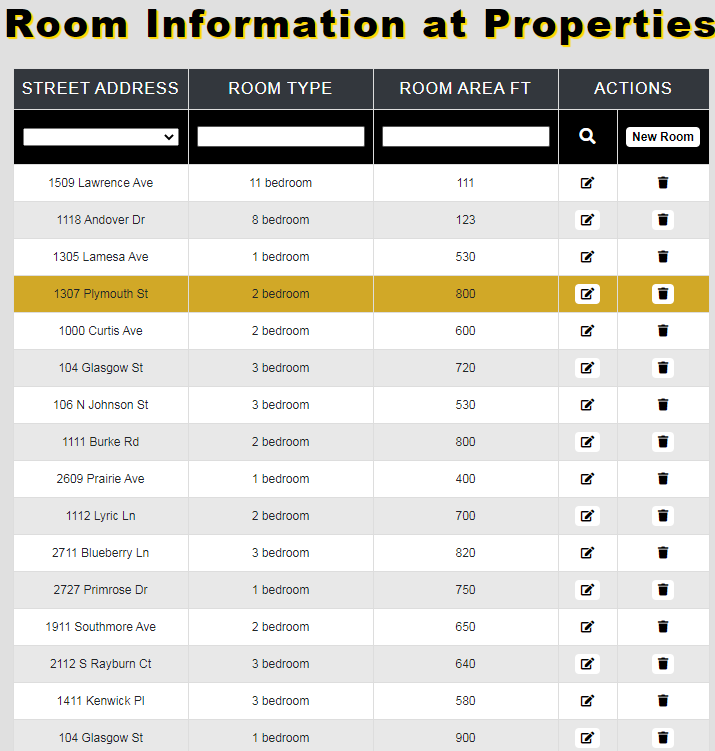 Room Information at Properties
STREET ADDRESS ROOM TYPE ROOM AREA FT ACTIONS
New Room
1509 Lawrence Ave 11 bedroom 111
1118 Andover Dr 8 bedroom 123
1305 Lamesa Ave 1 bedroom 530
1307 Plymouth St 2 bedroom 800
1000 Curtis Ave 2 bedroom 600
104 Glasgow St 3 bedroom 720
106 N Johnson St 3 bedroom 530
1111 Burke Rd 2 bedroom 800
2609 Prairie Ave 1 bedroom 400
1112 Lyric Ln 2 bedroom 700
2711 Blueberry Ln 3 bedroom 820
2727 Primrose Dr 1 bedroom 750
1911 Southmore Ave 2 bedroom 650
2112 S Rayburn Ct 3 bedroom 640
1411 Kenwick Pl 3 bedroom 580
104 Glasgow St 1 bedroom 900